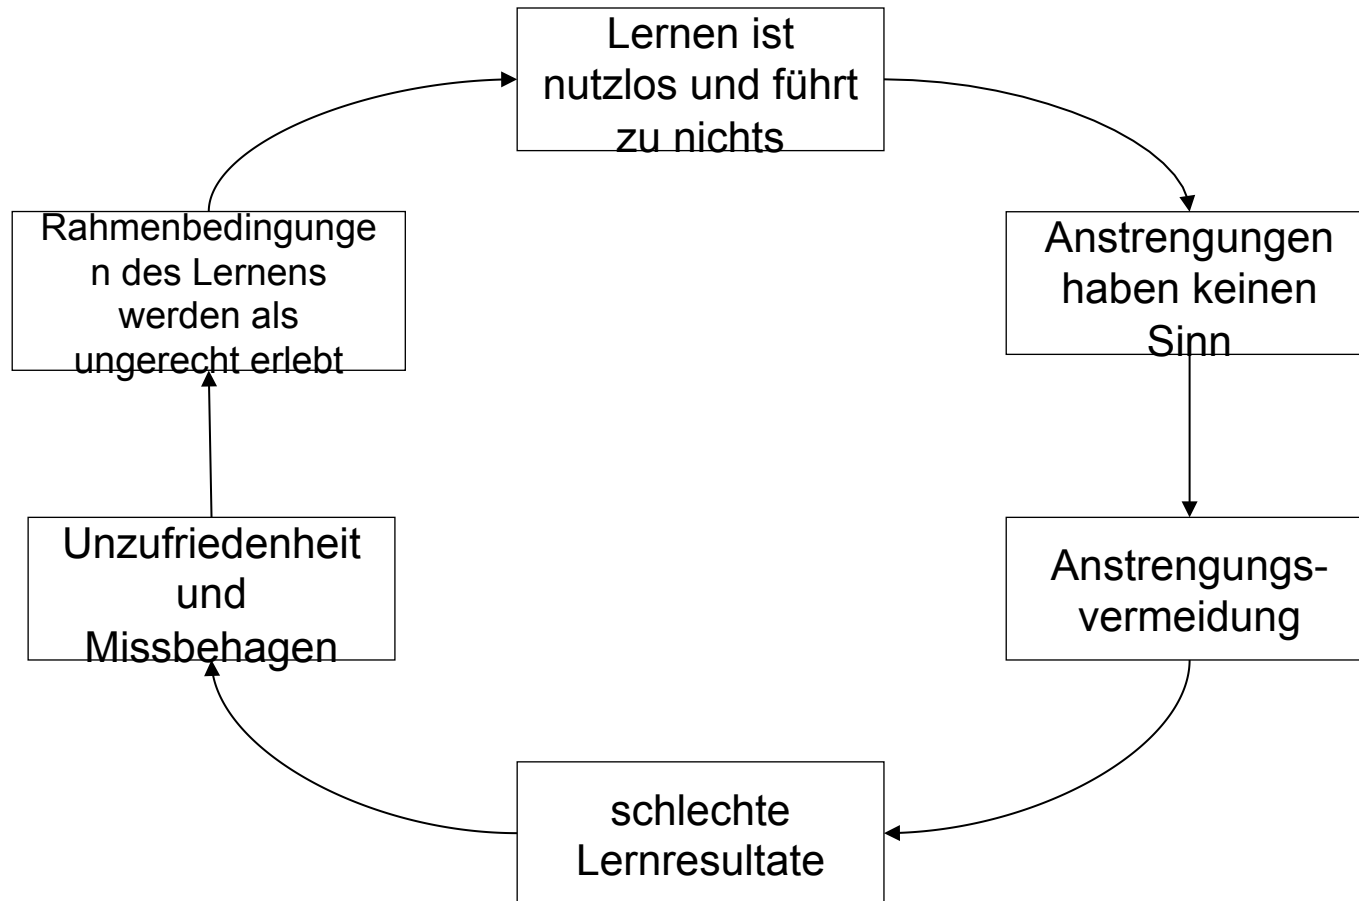 Lernen ist
nutzlos und führt
zu nichts
Anstrengungen
haben keinen
Sinn
Anstrengungs-
vermeidung
schlechte
Lernresultate
Unzufriedenheit
und
Missbehagen
Rahmenbedingunge
n des Lernens
werden als
ungerecht erlebt